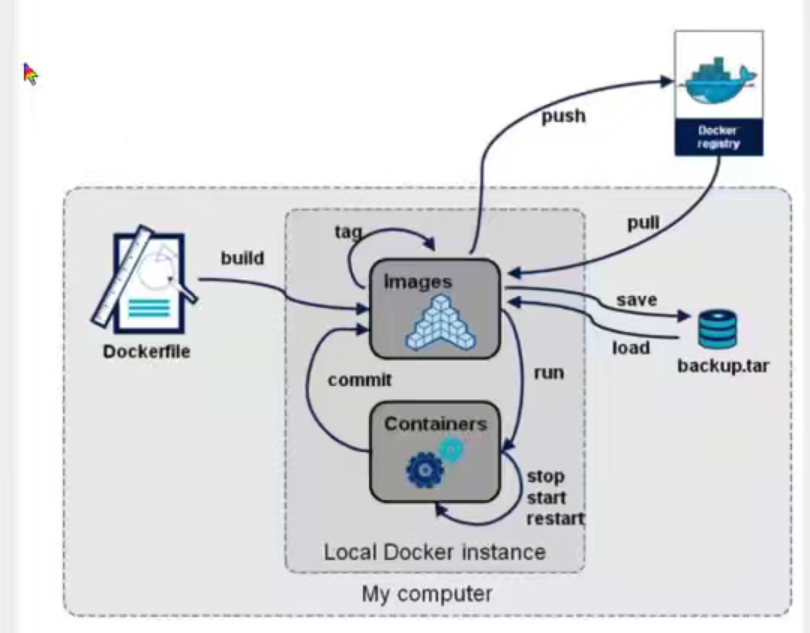 push
Docker
registry
pull
tag
build
Images
save
Dockerfile
load
backup.tar
commit
run
Containers
stop
start
restart
Local Docker instance
My computer